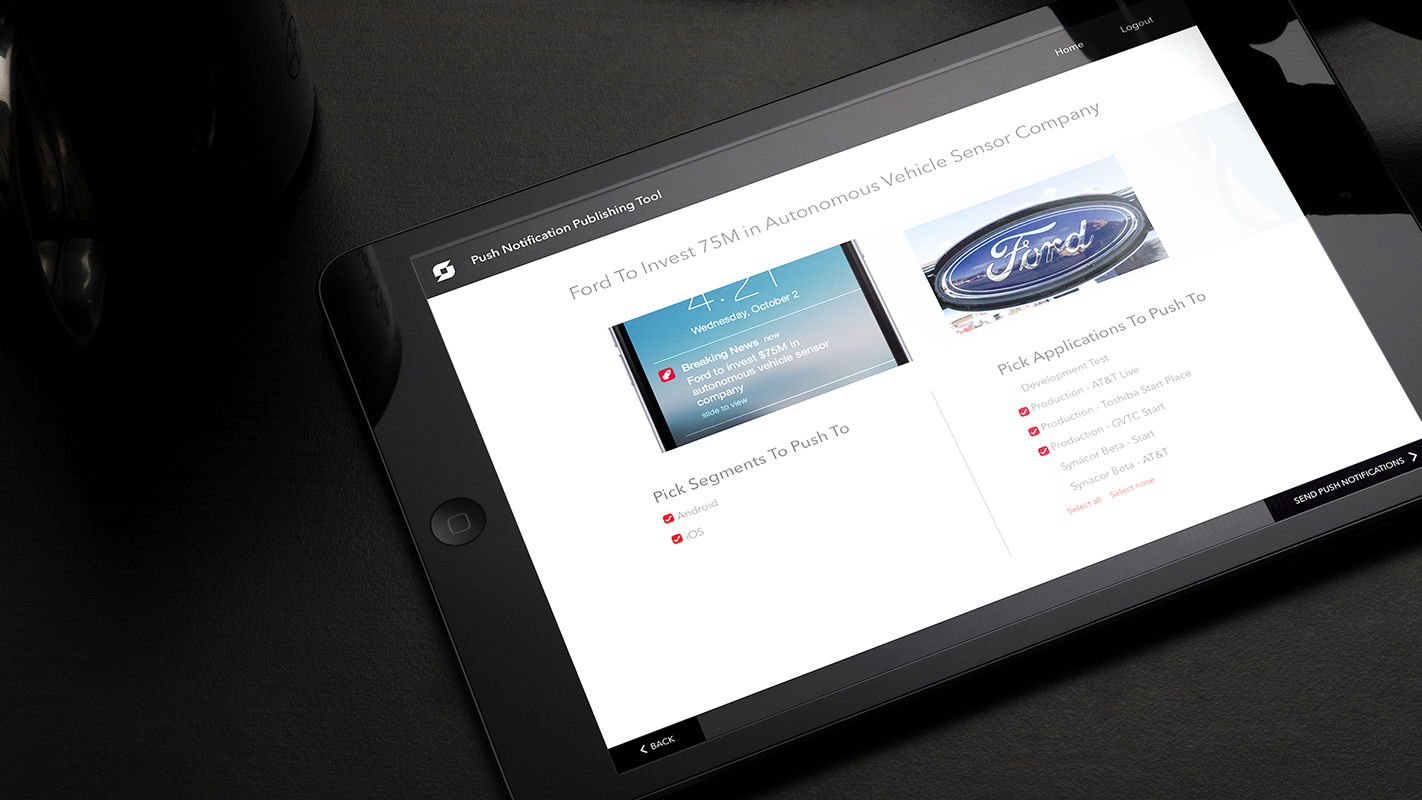 Home
Logout
Push Notification Publishing Tool
Ford To Invest 75M in Autonomous Vehicle Sensor Company
4:21
Wednesday, October 2
Breaking News now
Ford to invest $75M in
autonomous vehicle sensor
company
slide to view
Ford
Pick Segments To Push To
Android
iOS
Pick Applications To Push To
Development Test
Production - AT&T Live
Production - Toshiba Start Place
Production - GVTC Start
Synacor Beta - Start
Synacor Beta - AT&T
Select all Select none
BACK
SEND PUSH NOTIFICATIONS